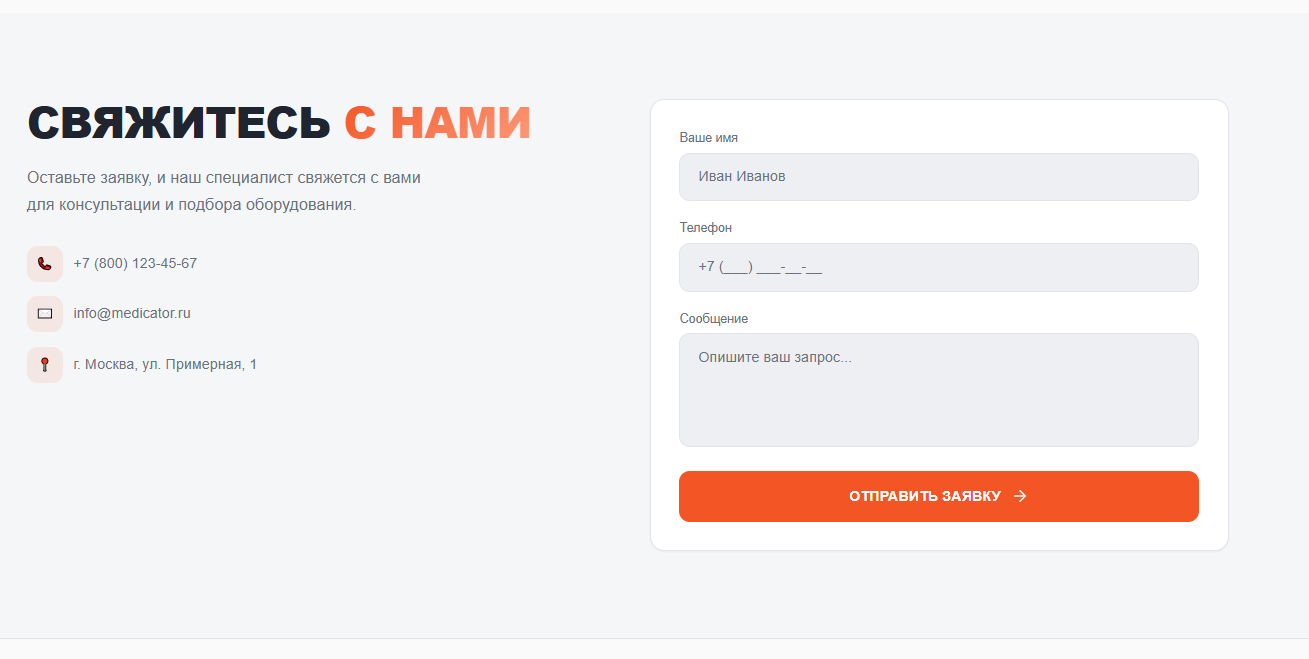 СВЯЖИТЕСЬ С НАМИ
Оставьте заявку, и наш специалист свяжется с вами
для консультации и подбора оборудования.
+7 (800) 123-45-67
info@medicator.ru
г. Москва, ул. Примерная, 1
Ваше имя
Иван Иванов
Телефон
+7 (___) ___-__-__
Сообщение
Опишите ваш запрос...
ОТПРАВИТЬ ЗАЯВКУ →